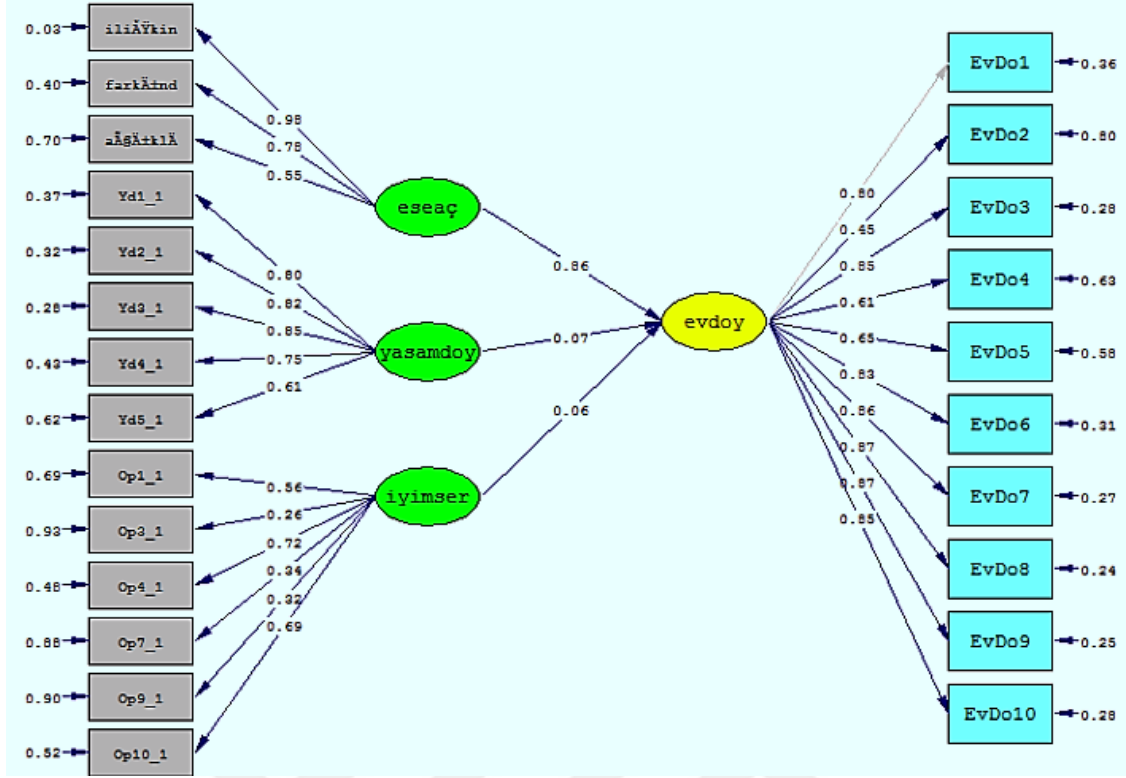 0.03 iliÅŸkin
0.40 farkÄ±nd
0.70 aÅ§Ä±klÄ
0.37 Yd1_1
0.32 Yd2_1
0.28 Yd3_1
0.43 Yd4_1
0.62 Yd5_1
0.69 Op1_1
0.93 Op3_1
0.48 Op4_1
0.88 Op7_1
0.90 Op9_1
0.52 Op10_1
0.98
0.78
0.55
0.80
0.82
0.85
0.75
0.61
0.56
0.26
0.72
0.34
0.32
0.69
eseaç
yasamdoy
iyimser
0.86
0.07
0.06
evdoy
0.80
0.45
0.85
0.61
0.65
0.83
0.86
0.87
0.87
0.85
EvDo1 0.36
EvDo2 0.80
EvDo3 0.28
EvDo4 0.63
EvDo5 0.58
EvDo6 0.31
EvDo7 0.27
EvDo8 0.24
EvDo9 0.25
EvDo10 0.28